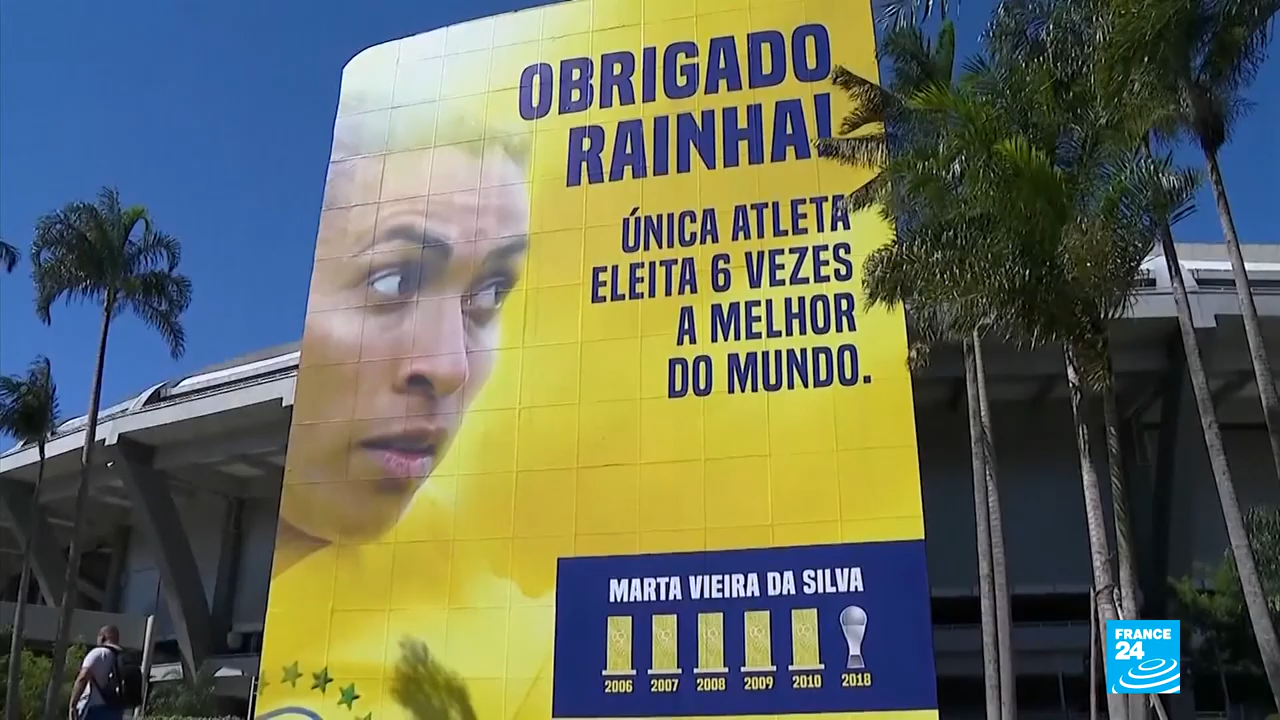 OBRIGADO
RAINHA!
ÚNICA ATLETA
ELEITA 6 VEZES
A MELHOR
DO MUNDO.
MARTA VIEIRA DA SILVA
2006 2007 2008 2009 2010 2018
FRANCE
24